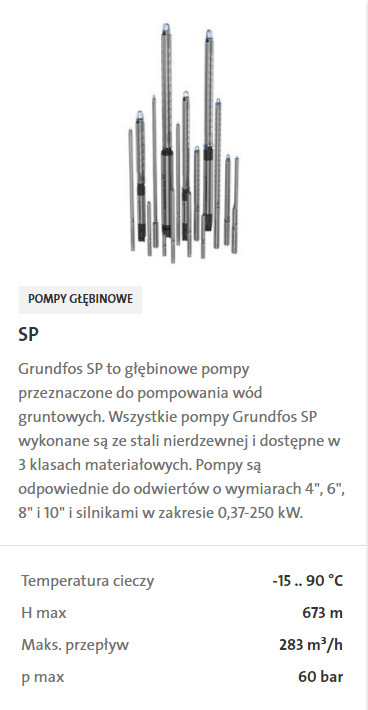 POMPY GŁĘBINOWE
SP
Grundfos SP to głębinowe pompy
przeznaczone do pompowania wód
gruntowych. Wszystkie pompy Grundfos SP
wykonane są ze stali nierdzewnej i dostępne w
3 klasach materiałowych. Pompy są
odpowiednie do odwiertów o wymiarach 4", 6",
8" i 10" i silnikami w zakresie 0,37-250 kW.
Temperatura cieczy -15 .. 90 °C
H max 673 m
Maks. przepływ 283 m³/h
p max 60 bar